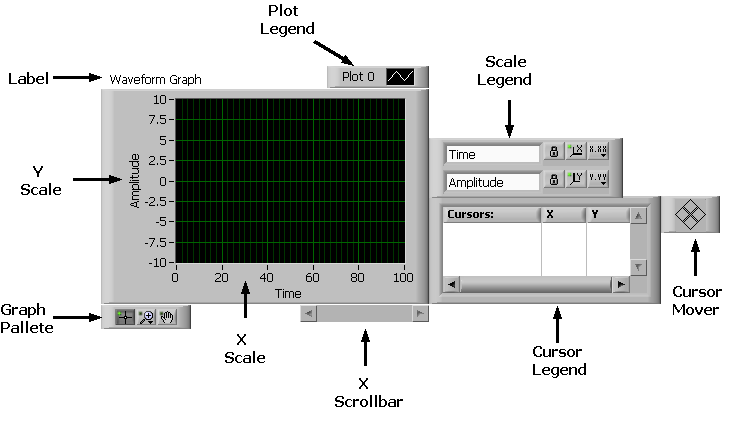 Plot
Legend
Label
Waveform Graph
Plot 0
Scale
Legend
10
7.5
5
2.5
0
-2.5
-5
-7.5
-10
Amplitude
Y
Scale
0
20
40
60
80
100
Time
Time
X
X.XX
Amplitude
Y
Y.YY
Cursors:
X
Y
Graph
Pallete
X
Scale
X
Scrollbar
Cursor
Legend
Cursor
Mover